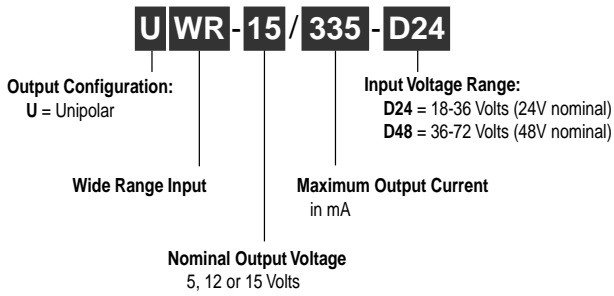 U WR - 15 / 335 - D24
Output Configuration:
U = Unipolar
Input Voltage Range:
D24 = 18-36 Volts (24V nominal)
D48 = 36-72 Volts (48V nominal)
Wide Range Input
Maximum Output Current
in mA
Nominal Output Voltage
5, 12 or 15 Volts